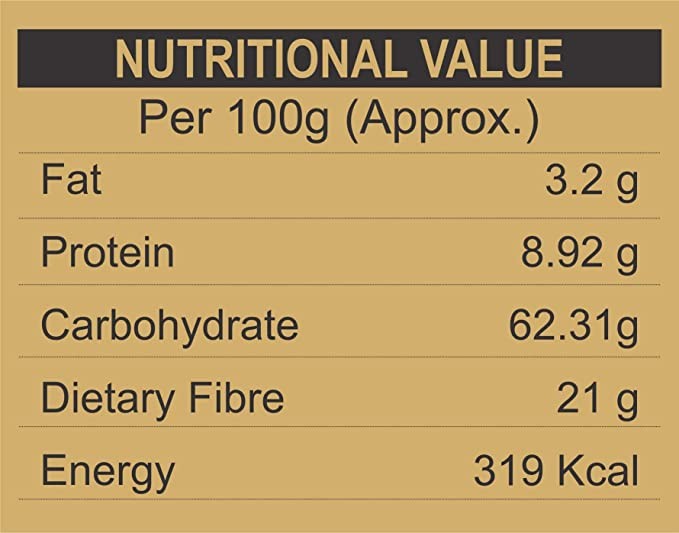 NUTRITIONAL VALUE
Per 100g (Approx.)
Fat 3.2 g
Protein 8.92 g
Carbohydrate 62.31g
Dietary Fibre 21 g
Energy 319 Kcal